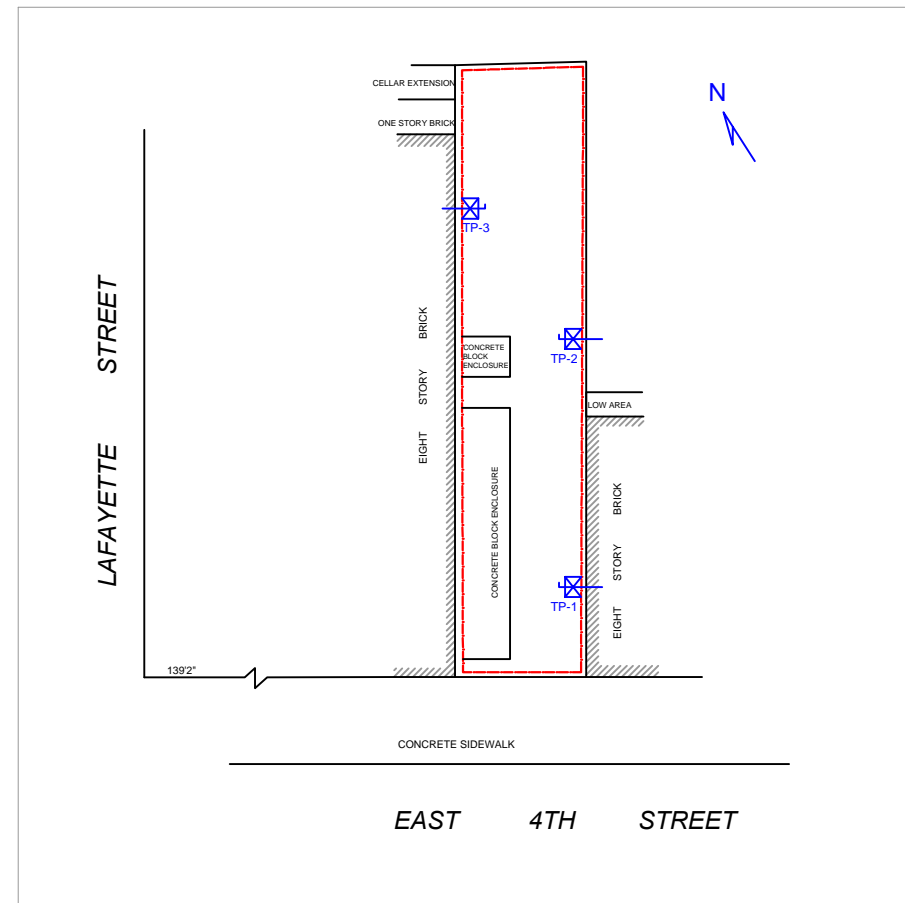 CELLAR EXTENSION
N
ONE STORY BRICK
TP-3
LAFAYETTE STREET
EIGHT STORY BRICK
CONCRETE
BLOCK
ENCLOSURE
TP-2
LOW AREA
CONCRETE BLOCK ENCLOSURE
EIGHT STORY BRICK
TP-1
139'2"
CONCRETE SIDEWALK
EAST 4TH STREET